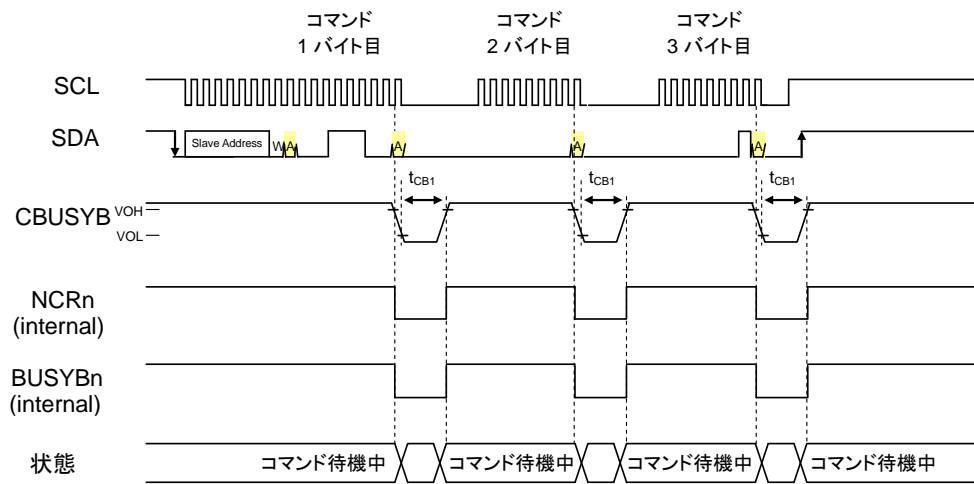 コマンド
1 バイト目
コマンド
2 バイト目
コマンド
3 バイト目
SCL
SDA
Slave Address
W
A
A
A
A
tCB1
tCB1
tCB1
CBUSYB
VOH
VOL
NCRn
(internal)
BUSYBn
(internal)
状態
コマンド待機中
コマンド待機中
コマンド待機中
コマンド待機中